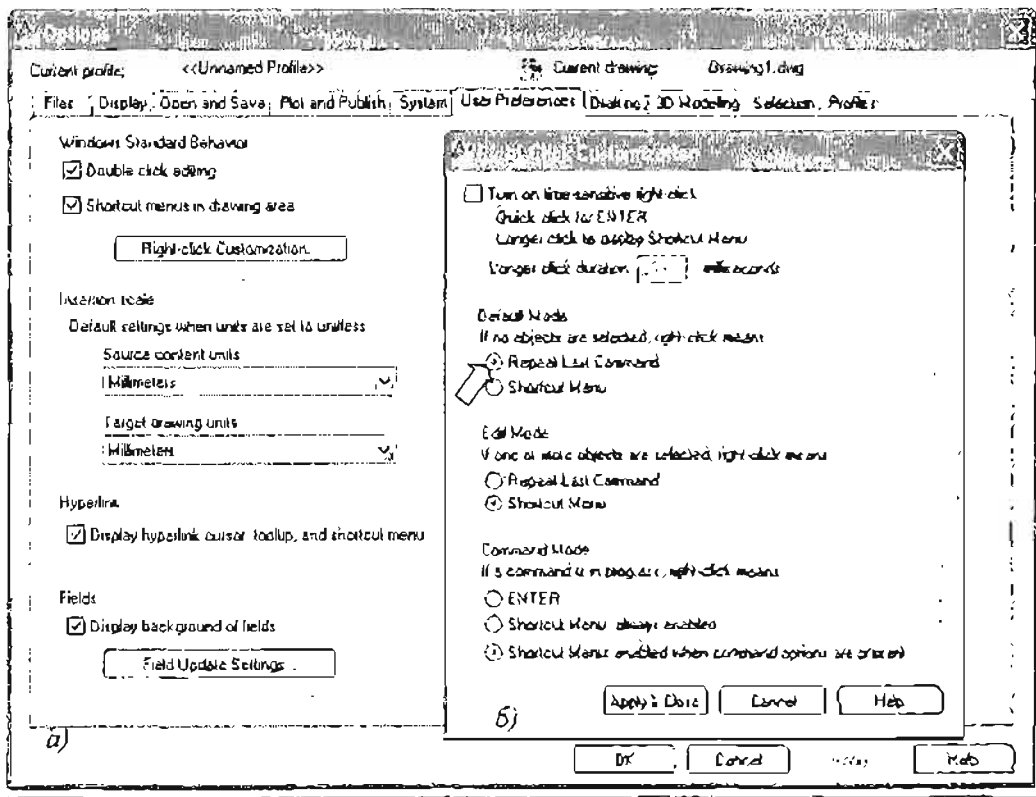 Options
Current profile: <<Unnamed Profile>> Current drawing: Drawing1.dwg
Files Display Open and Save Plot and Publish System User Preferences Drafting 3D Modeling Selection Profiles
Windows Standard Behavior
Double click editing
Shortcut menus in drawing area
Right-click Customization...
Insertion scale
Default settings when units are set to unitless
Source content units
Millimeters
Target drawing units
Millimeters
Hyperlink
Display hyperlink cursor, tooltip, and shortcut menu
Fields
Display background of fields
Field Update Settings...
а)
Customization
Turn on time-sensitive right-click:
Quick click for ENTER
Longer click to display Shortcut Menu
Longer click duration: milliseconds
Default Mode
If no objects are selected, right-click means
Repeat Last Command
Shortcut Menu
Edit Mode
If one or more objects are selected, right-click means
Repeat Last Command
Shortcut Menu
Command Mode
If a command is in progress, right-click means
ENTER
Shortcut Menu: always enabled
Shortcut Menu: enabled when command options are present
Apply & Close Cancel Help
б)
OK Cancel Help